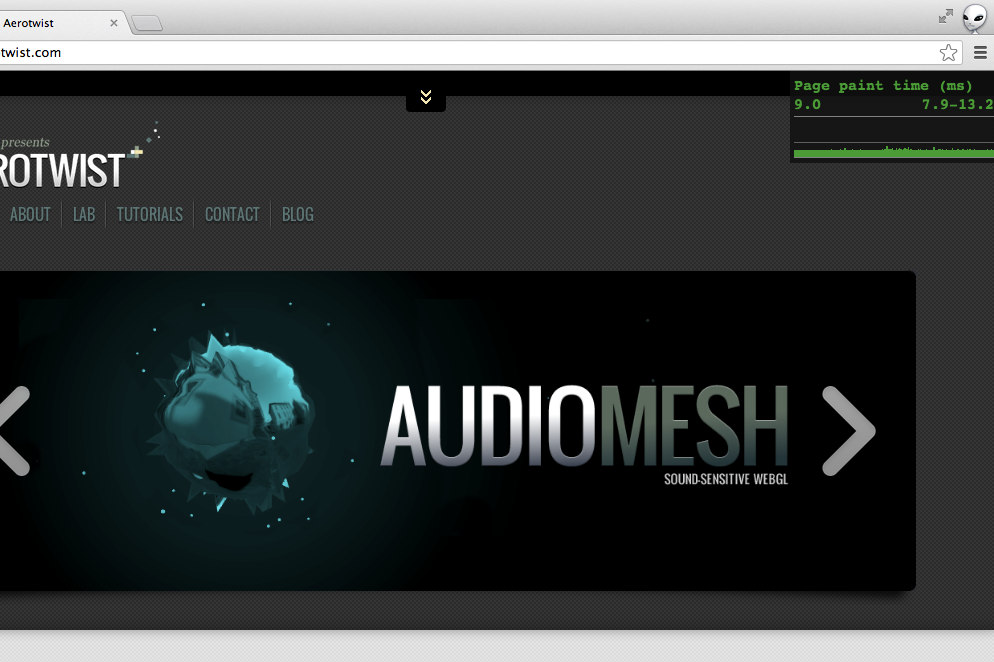 Aerotwist
twist.com
Page paint time (ms)
9.0 7.9-13.2
presents
ROTWIST
ABOUT LAB TUTORIALS CONTACT BLOG
AUDIOMESH
SOUND-SENSITIVE WEBGL